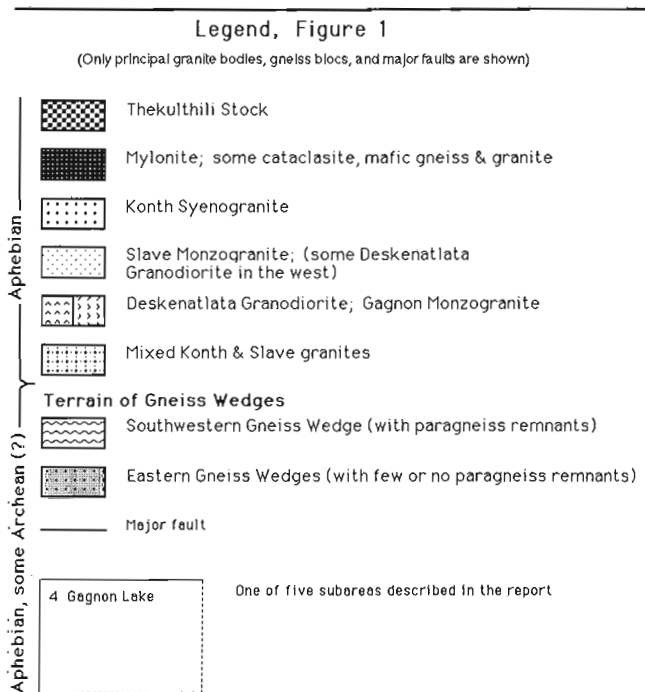 Legend, Figure 1
(Only principal granite bodies, gneiss blocs, and major faults are shown)
Aphebian
Thekulthili Stock
Mylonite; some cataclasite, mafic gneiss & granite
Konth Syenogranite
Slave Monzogranite; (some Deskenatlata
Granodiorite in the west)
Deskenatlata Granodiorite; Gagnon Monzogranite
Mixed Konth & Slave granites
Aphebian, some Archean (?)
Terrain of Gneiss Wedges
Southwestern Gneiss Wedge (with paragneiss remnants)
Eastern Gneiss Wedges (with few or no paragneiss remnants)
Major fault
4 Gagnon Lake
One of five subareas described in the report